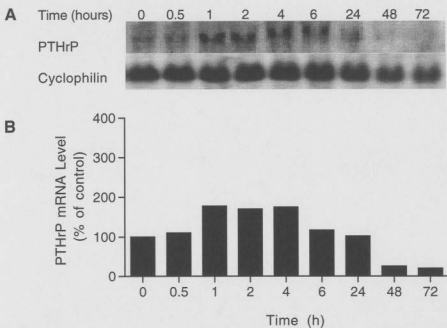 A Time (hours) 0 0.5 1 2 4 6 24 48 72
PTHrP
Cyclophilin
B
400
300
200
100
0
PTHrP mRNA Level
(% of control)
0 0.5 1 2 4 6 24 48 72
Time (h)